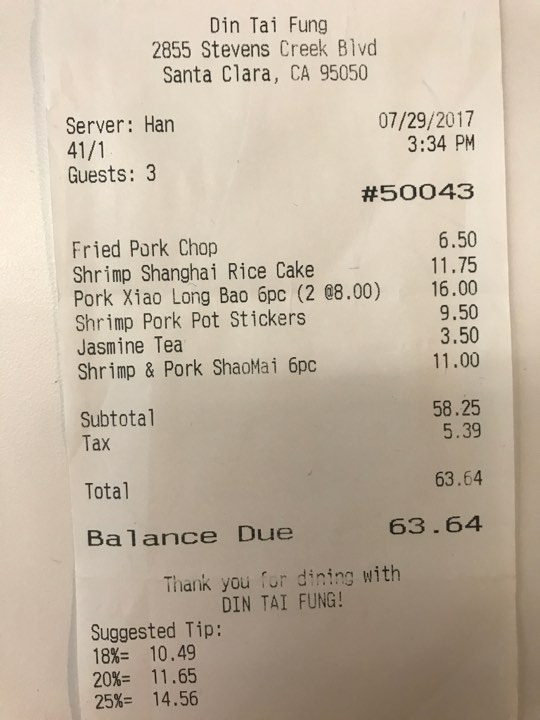 Din Tai Fung
2855 Stevens Creek Blvd
Santa Clara, CA 95050
Server: Han 07/29/2017
41/1 3:34 PM
Guests: 3
#50043
Fried Pork Chop 6.50
Shrimp Shanghai Rice Cake 11.75
Pork Xiao Long Bao 6pc (2 @8.00) 16.00
Shrimp Pork Pot Stickers 9.50
Jasmine Tea 3.50
Shrimp & Pork ShaoMai 6pc 11.00
Subtotal 58.25
Tax 5.39
Total 63.64
Balance Due 63.64
Thank you for dining with
DIN TAI FUNG!
Suggested Tip:
18%= 10.49
20%= 11.65
25%= 14.56